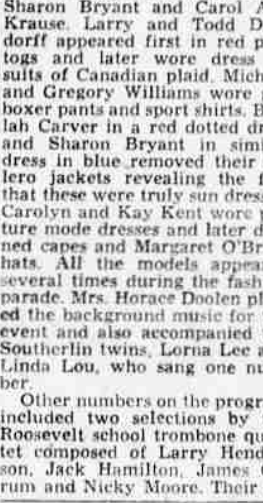 Sharon Bryant and Carol A
Krause. Larry and Todd D
dorff appeared first in red p
togs and later wore dress
suits of Canadian plaid. Mich
and Gregory Williams wore
boxer pants and sport shirts. B
lah Carver in a red dotted dr
and Sharon Bryant in simi
dress in blue removed their
lero jackets revealing the f
that these were truly sun dress
Carolyn and Kay Kent wore p
ture mode dresses and later d
ned capes and Margaret O'Br
hats. All the models appea
several times during the fash
parade. Mrs. Horace Doolen pl
ed the background music for
event and also accompanied
Southerlin twins, Lorna Lee a
Linda Lou, who sang one nu
ber.
Other numbers on the progr
included two selections by
Roosevelt school trombone qu
tet composed of Larry Hend
son, Jack Hamilton, James
rum and Nicky Moore. Their